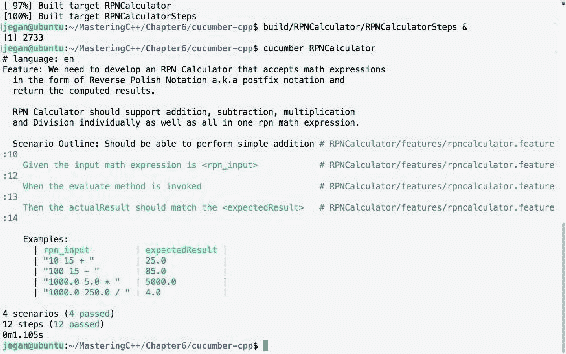 [ 97%] Built target RPNCalculator
[100%] Built target RPNCalculatorSteps
jegan@ubuntu:~/MasteringC++/Chapter6/cucumber-cpp$ build/RPNCalculator/RPNCalculatorSteps &
[1] 2733
jegan@ubuntu:~/MasteringC++/Chapter6/cucumber-cpp$ cucumber RPNCalculator
# language: en
Feature: We need to develop an RPN Calculator that accepts math expressions
in the form of Reverse Polish Notation a.k.a postfix notation and
return the computed results.
RPN Calculator should support addition, subtraction, multiplication
and Division individually as well as all in one rpn math expression.
Scenario Outline: Should be able to perform simple addition # RPNCalculator/features/rpncalculator.feature
:10
Given the input math expression is <rpn_input> # RPNCalculator/features/rpncalculator.feature
:12
When the evaluate method is invoked # RPNCalculator/features/rpncalculator.feature
:13
Then the actualResult should match the <expectedResult> # RPNCalculator/features/rpncalculator.feature
:14
Examples:
| rpn_input | expectedResult |
| "10 15 +" | 25.0 |
| "100 15 -" | 85.0 |
| "1000.0 5.0 *" | 5000.0 |
| "1000.0 250.0 /" | 4.0 |
4 scenarios (4 passed)
12 steps (12 passed)
0m1.105s
jegan@ubuntu:~/MasteringC++/Chapter6/cucumber-cpp$